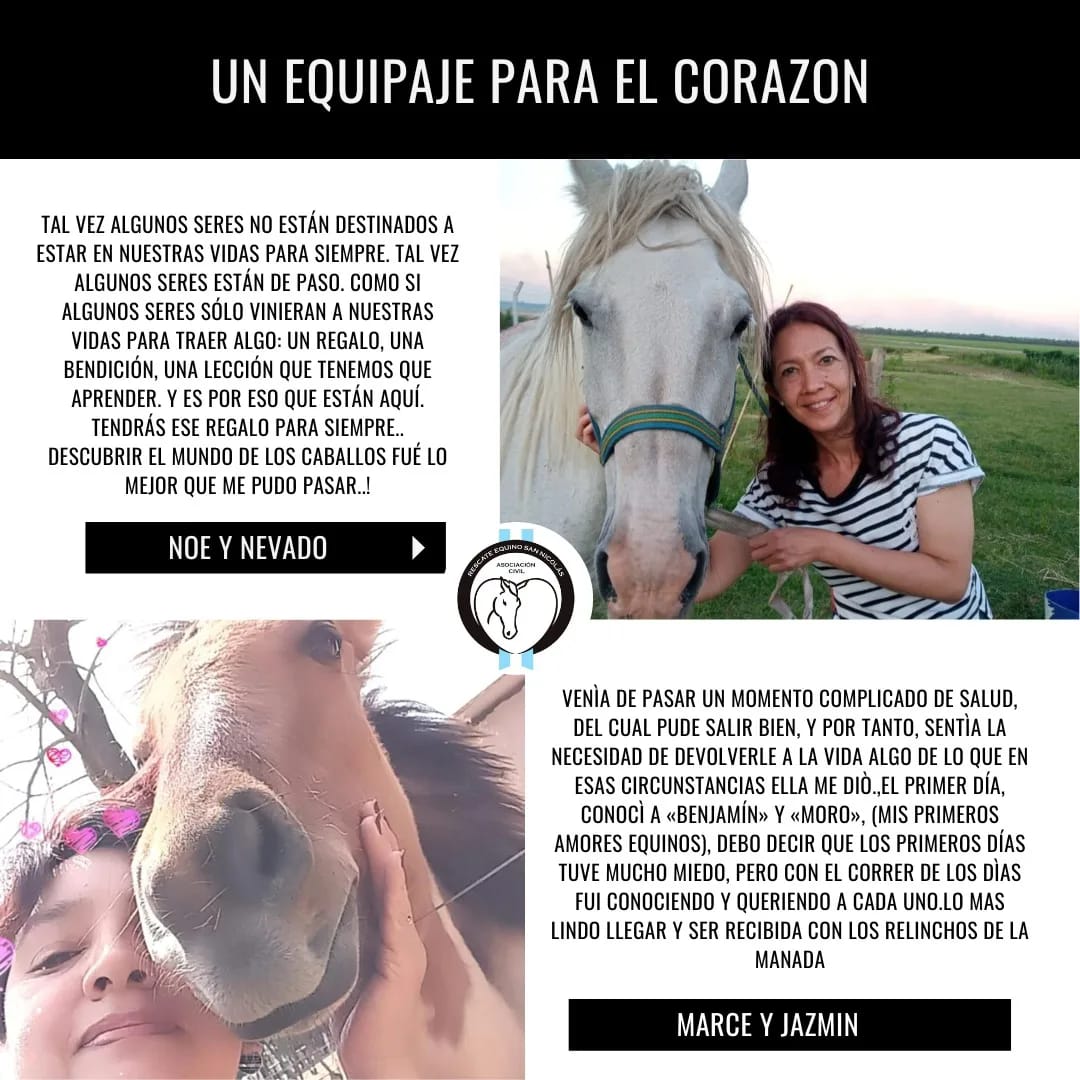 UN EQUIPAJE PARA EL CORAZON
TAL VEZ ALGUNOS SERES NO ESTÁN DESTINADOS A
ESTAR EN NUESTRAS VIDAS PARA SIEMPRE. TAL VEZ
ALGUNOS SERES ESTÁN DE PASO. COMO SI
ALGUNOS SERES SÓLO VINIERAN A NUESTRAS
VIDAS PARA TRAER ALGO: UN REGALO, UNA
BENDICIÓN, UNA LECCIÓN QUE TENEMOS QUE
APRENDER. Y ES POR ESO QUE ESTÁN AQUÍ.
TENDRÁS ESE REGALO PARA SIEMPRE..
DESCUBRIR EL MUNDO DE LOS CABALLOS FUÉ LO
MEJOR QUE ME PUDO PASAR..!
NOE Y NEVADO
RESCATE EQUINO SAN NICOLÁS
ASOCIACIÓN
CIVIL
VENÌA DE PASAR UN MOMENTO COMPLICADO DE SALUD,
DEL CUAL PUDE SALIR BIEN, Y POR TANTO, SENTÌA LA
NECESIDAD DE DEVOLVERLE A LA VIDA ALGO DE LO QUE EN
ESAS CIRCUNSTANCIAS ELLA ME DIÒ.,EL PRIMER DÍA,
CONOCÌ A «BENJAMÍN» Y «MORO», (MIS PRIMEROS
AMORES EQUINOS), DEBO DECIR QUE LOS PRIMEROS DÍAS
TUVE MUCHO MIEDO, PERO CON EL CORRER DE LOS DÌAS
FUI CONOCIENDO Y QUERIENDO A CADA UNO.LO MAS
LINDO LLEGAR Y SER RECIBIDA CON LOS RELINCHOS DE LA
MANADA
MARCE Y JAZMIN